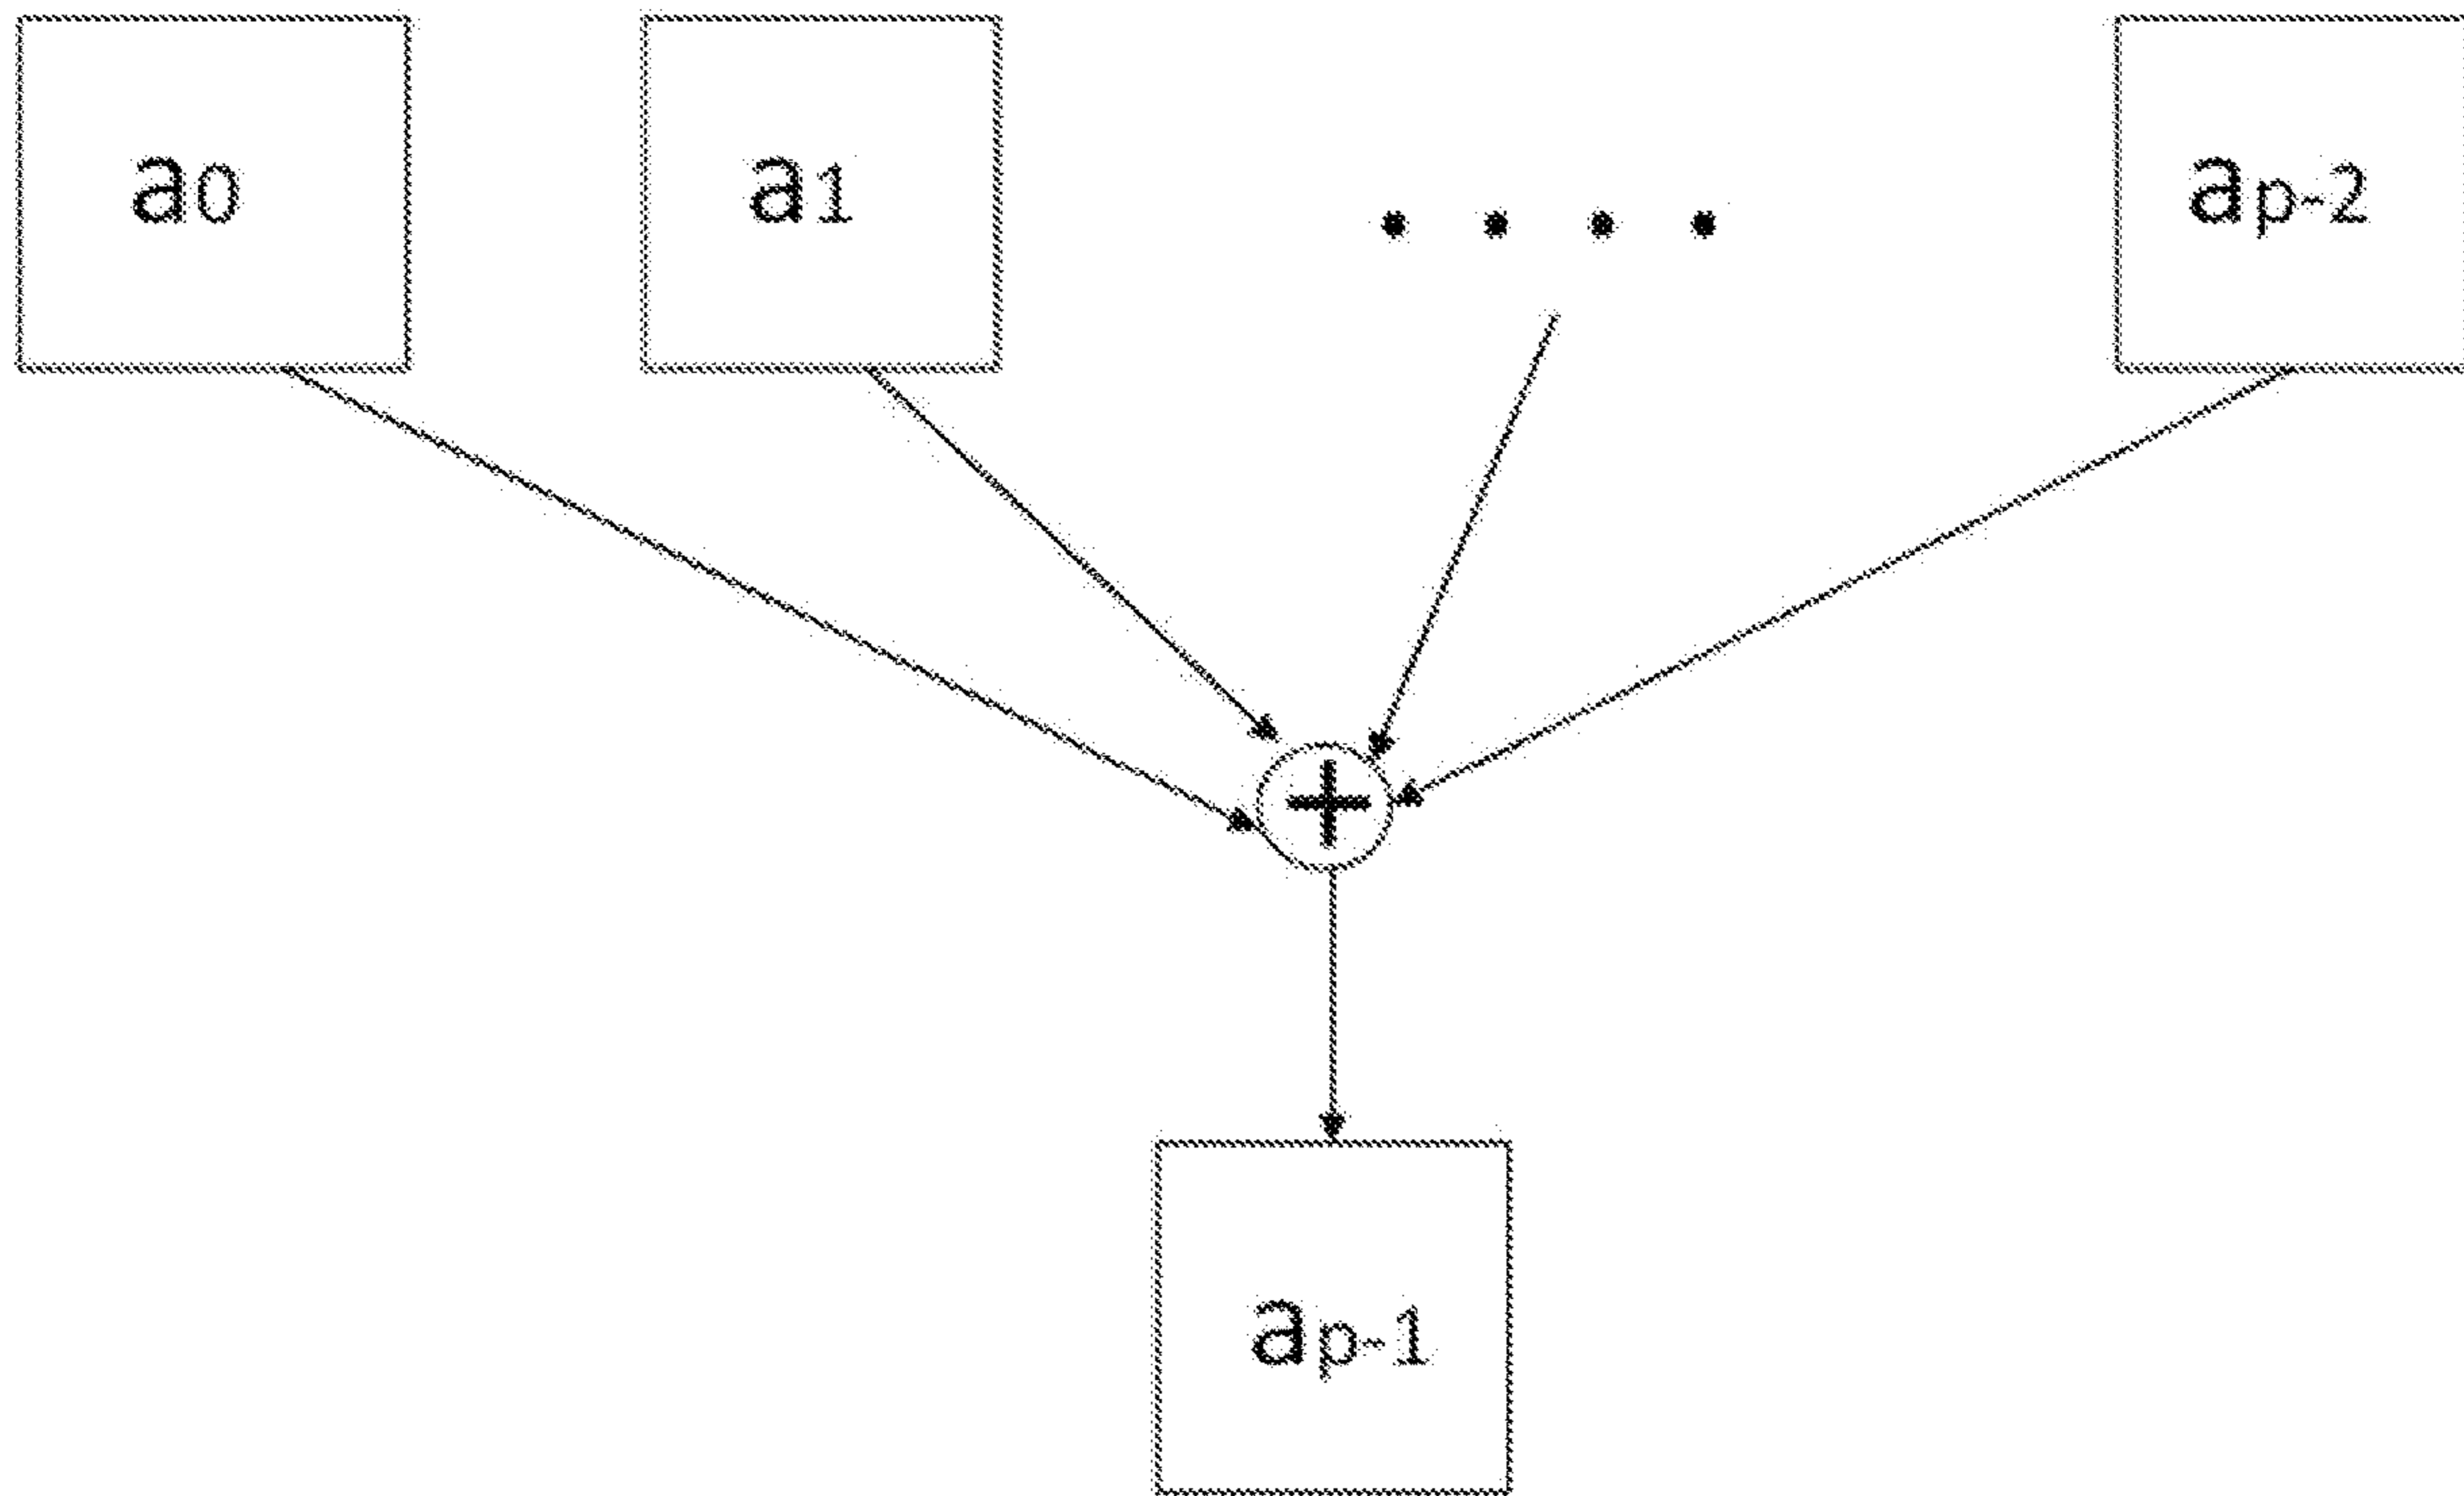 a0 a1 • • • • ap-2
+
ap-1